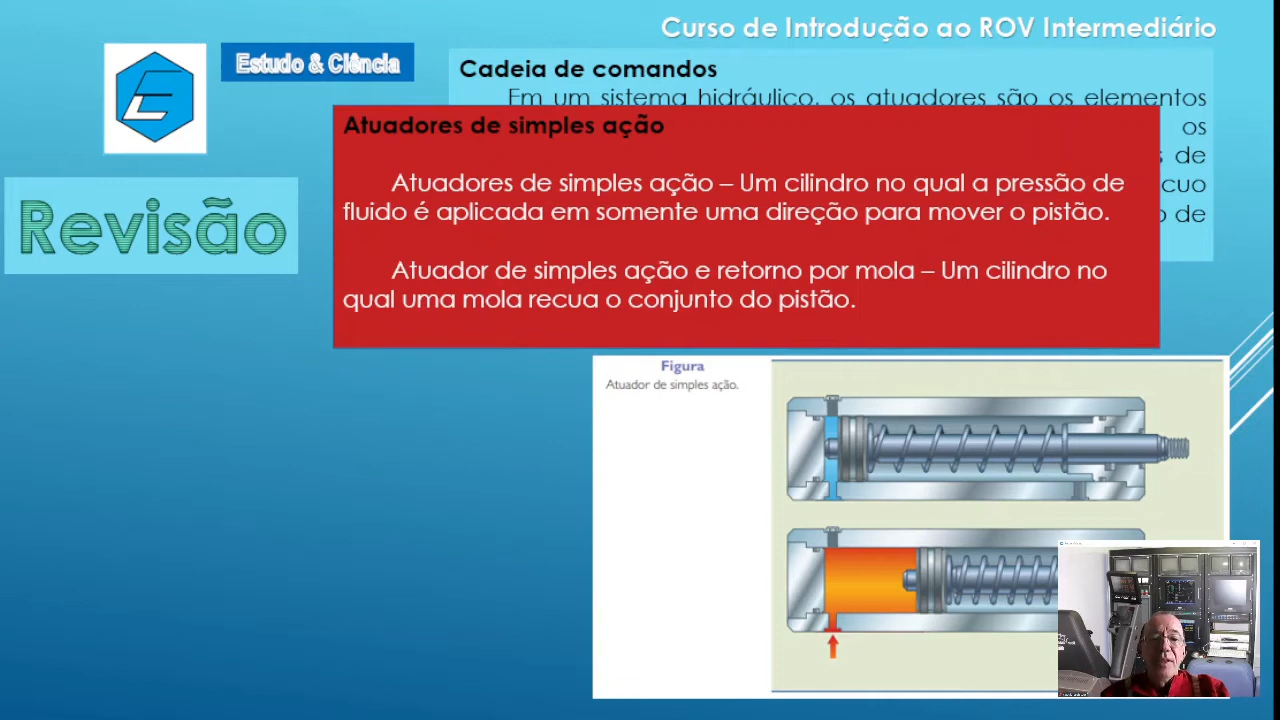 Curso de Introdução ao ROV Intermediário
Estudo & Ciência
Cadeia de comandos
Em um sistema hidráulico, os atuadores são os elementos
os
de
de
Revisão
Atuadores de simples ação
Atuadores de simples ação – Um cilindro no qual a pressão de
fluido é aplicada em somente uma direção para mover o pistão.
Atuador de simples ação e retorno por mola – Um cilindro no
qual uma mola recua o conjunto do pistão.
Figura
Atuador de simples ação.